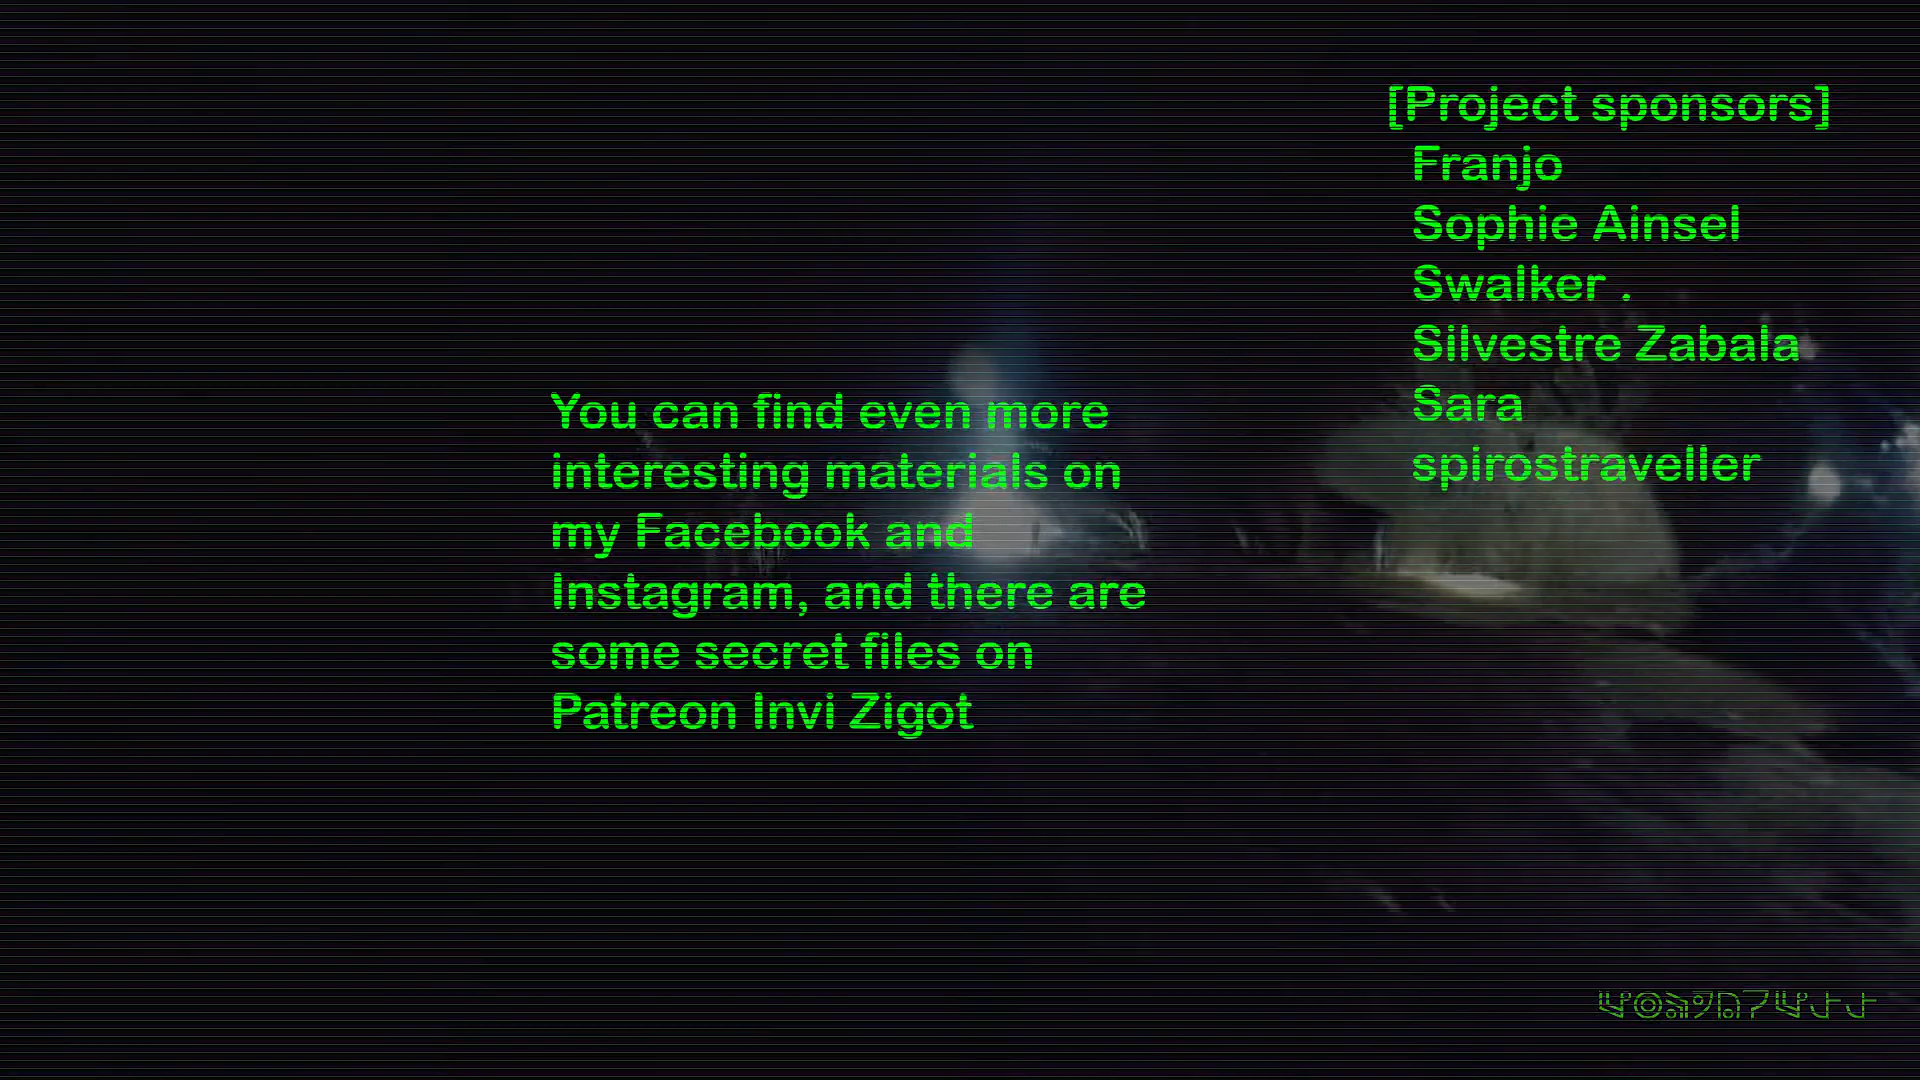 [Project sponsors]
Franjo
Sophie Ainsel
Swalker .
Silvestre Zabala
Sara
spirostraveller
You can find even more
interesting materials on
my Facebook and
Instagram, and there are
some secret files on
Patreon Invi Zigot